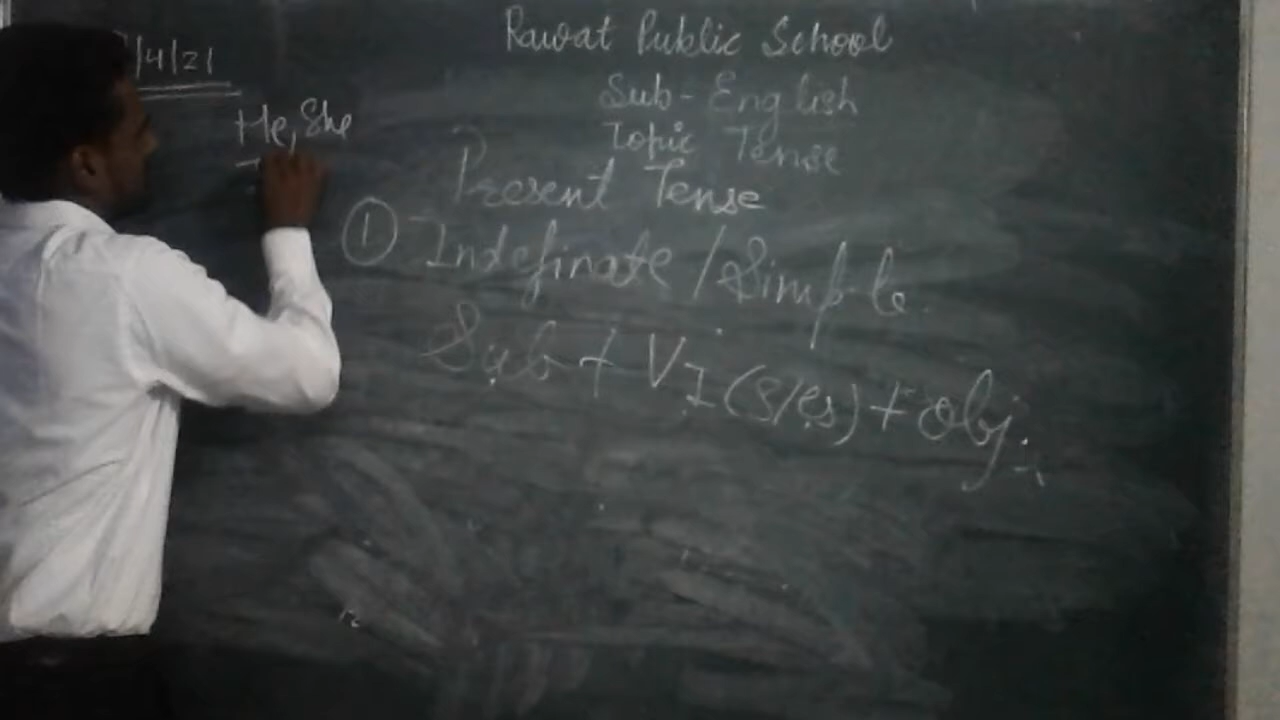 /4/21
Rawat Public School
Sub - English
Topic Tense
He, She
Present Tense
① Indefinate / Simple
Sub + V I (s/es) + obj.